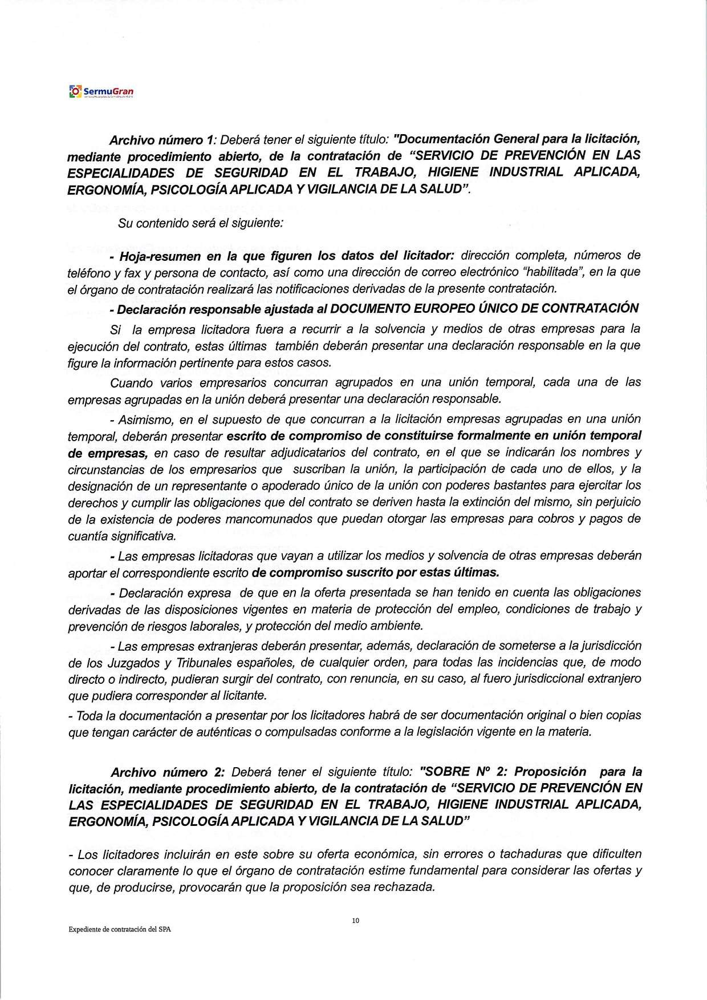 SermuGran
Archivo número 1: Deberá tener el siguiente título: "Documentación General para la licitación,
mediante procedimiento abierto, de la contratación de “SERVICIO DE PREVENCIÓN EN LAS
ESPECIALIDADES DE SEGURIDAD EN EL TRABAJO, HIGIENE INDUSTRIAL APLICADA,
ERGONOMÍA, PSICOLOGÍA APLICADA Y VIGILANCIA DE LA SALUD”.
Su contenido será el siguiente:
- Hoja-resumen en la que figuren los datos del licitador: dirección completa, números de
teléfono y fax y persona de contacto, así como una dirección de correo electrónico “habilitada”, en la que
el órgano de contratación realizará las notificaciones derivadas de la presente contratación.
- Declaración responsable ajustada al DOCUMENTO EUROPEO ÚNICO DE CONTRATACIÓN
Si la empresa licitadora fuera a recurrir a la solvencia y medios de otras empresas para la
ejecución del contrato, estas últimas también deberán presentar una declaración responsable en la que
figure la información pertinente para estos casos.
Cuando varios empresarios concurran agrupados en una unión temporal, cada una de las
empresas agrupadas en la unión deberá presentar una declaración responsable.
- Asimismo, en el supuesto de que concurran a la licitación empresas agrupadas en una unión
temporal, deberán presentar escrito de compromiso de constituirse formalmente en unión temporal
de empresas, en caso de resultar adjudicatarios del contrato, en el que se indicarán los nombres y
circunstancias de los empresarios que suscriban la unión, la participación de cada uno de ellos, y la
designación de un representante o apoderado único de la unión con poderes bastantes para ejercitar los
derechos y cumplir las obligaciones que del contrato se deriven hasta la extinción del mismo, sin perjuicio
de la existencia de poderes mancomunados que puedan otorgar las empresas para cobros y pagos de
cuantía significativa.
- Las empresas licitadoras que vayan a utilizar los medios y solvencia de otras empresas deberán
aportar el correspondiente escrito de compromiso suscrito por estas últimas.
- Declaración expresa de que en la oferta presentada se han tenido en cuenta las obligaciones
derivadas de las disposiciones vigentes en materia de protección del empleo, condiciones de trabajo y
prevención de riesgos laborales, y protección del medio ambiente.
- Las empresas extranjeras deberán presentar, además, declaración de someterse a la jurisdicción
de los Juzgados y Tribunales españoles, de cualquier orden, para todas las incidencias que, de modo
directo o indirecto, pudieran surgir del contrato, con renuncia, en su caso, al fuero jurisdiccional extranjero
que pudiera corresponder al licitante.
- Toda la documentación a presentar por los licitadores habrá de ser documentación original o bien copias
que tengan carácter de auténticas o compulsadas conforme a la legislación vigente en la materia.
Archivo número 2: Deberá tener el siguiente título: "SOBRE Nº 2: Proposición para la
licitación, mediante procedimiento abierto, de la contratación de “SERVICIO DE PREVENCIÓN EN
LAS ESPECIALIDADES DE SEGURIDAD EN EL TRABAJO, HIGIENE INDUSTRIAL APLICADA,
ERGONOMÍA, PSICOLOGÍA APLICADA Y VIGILANCIA DE LA SALUD”
- Los licitadores incluirán en este sobre su oferta económica, sin errores o tachaduras que dificulten
conocer claramente lo que el órgano de contratación estime fundamental para considerar las ofertas y
que, de producirse, provocarán que la proposición sea rechazada.
10
Expediente de contratación del SPA